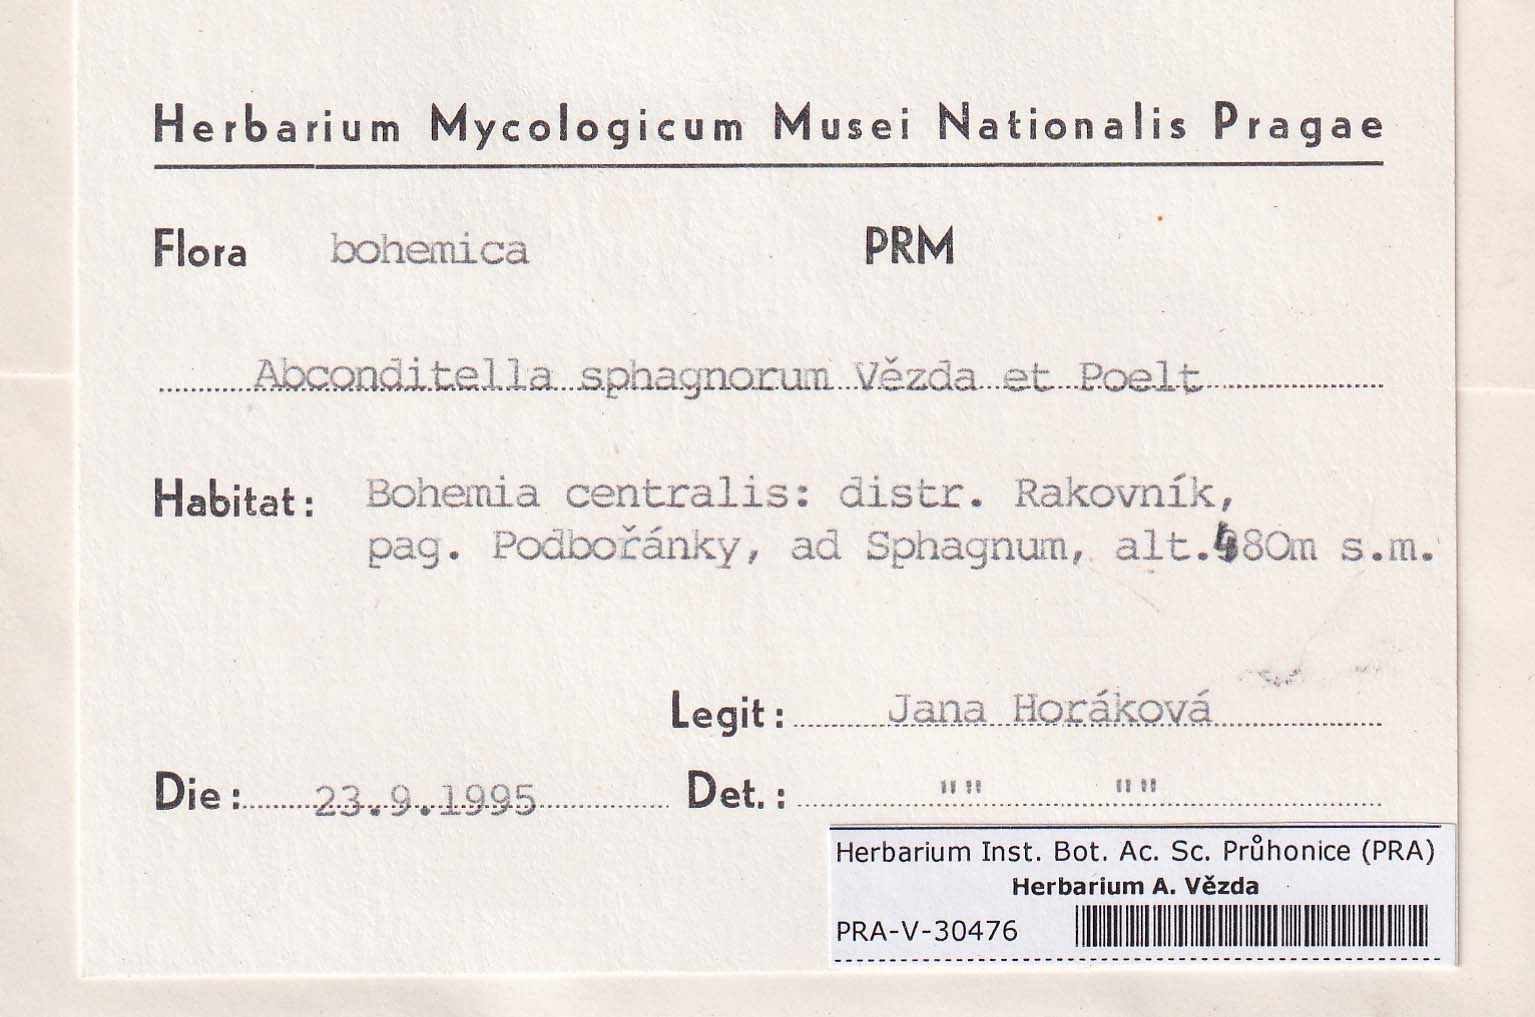 Herbarium Mycologicum Musei Nationalis Pragae
Flora bohemica PRM
Abconditella sphagnorum Vězda et Poelt
Habitat: Bohemia centralis: distr. Rakovník,
pag. Podbořánky, ad Sphagnum, alt.480m s.m.
Legit: Jana Horáková
Die: 23.9.1995 Det.: "" ""
Herbarium Inst. Bot. Ac. Sc. Průhonice (PRA)
Herbarium A. Vězda
PRA-V-30476